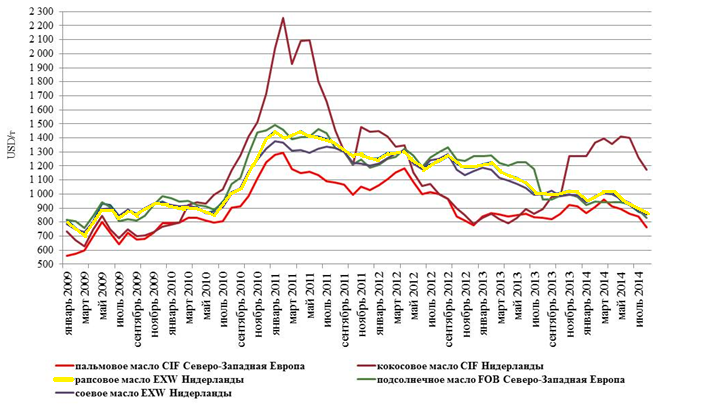 2 300
2 200
2 100
2 000
1 900
1 800
1 700
1 600
1 500
1 400
1 300
1 200
1 100
1 000
900
800
700
600
500
USD/т
январь 2009
март 2009
май 2009
июль 2009
сентябрь 2009
ноябрь 2009
январь 2010
март 2010
май 2010
июль 2010
сентябрь 2010
ноябрь 2010
январь 2011
март 2011
май 2011
июль 2011
сентябрь 2011
ноябрь 2011
январь 2012
март 2012
май 2012
июль 2012
сентябрь 2012
ноябрь 2012
январь 2013
март 2013
май 2013
июль 2013
сентябрь 2013
ноябрь 2013
январь 2014
март 2014
май 2014
июль 2014
пальмовое масло CIF Северо-Западная Европа
кокосовое масло CIF Нидерланды
рапсовое масло EXW Нидерланды
подсолнечное масло FOB Северо-Западная Европа
соевое масло EXW Нидерланды